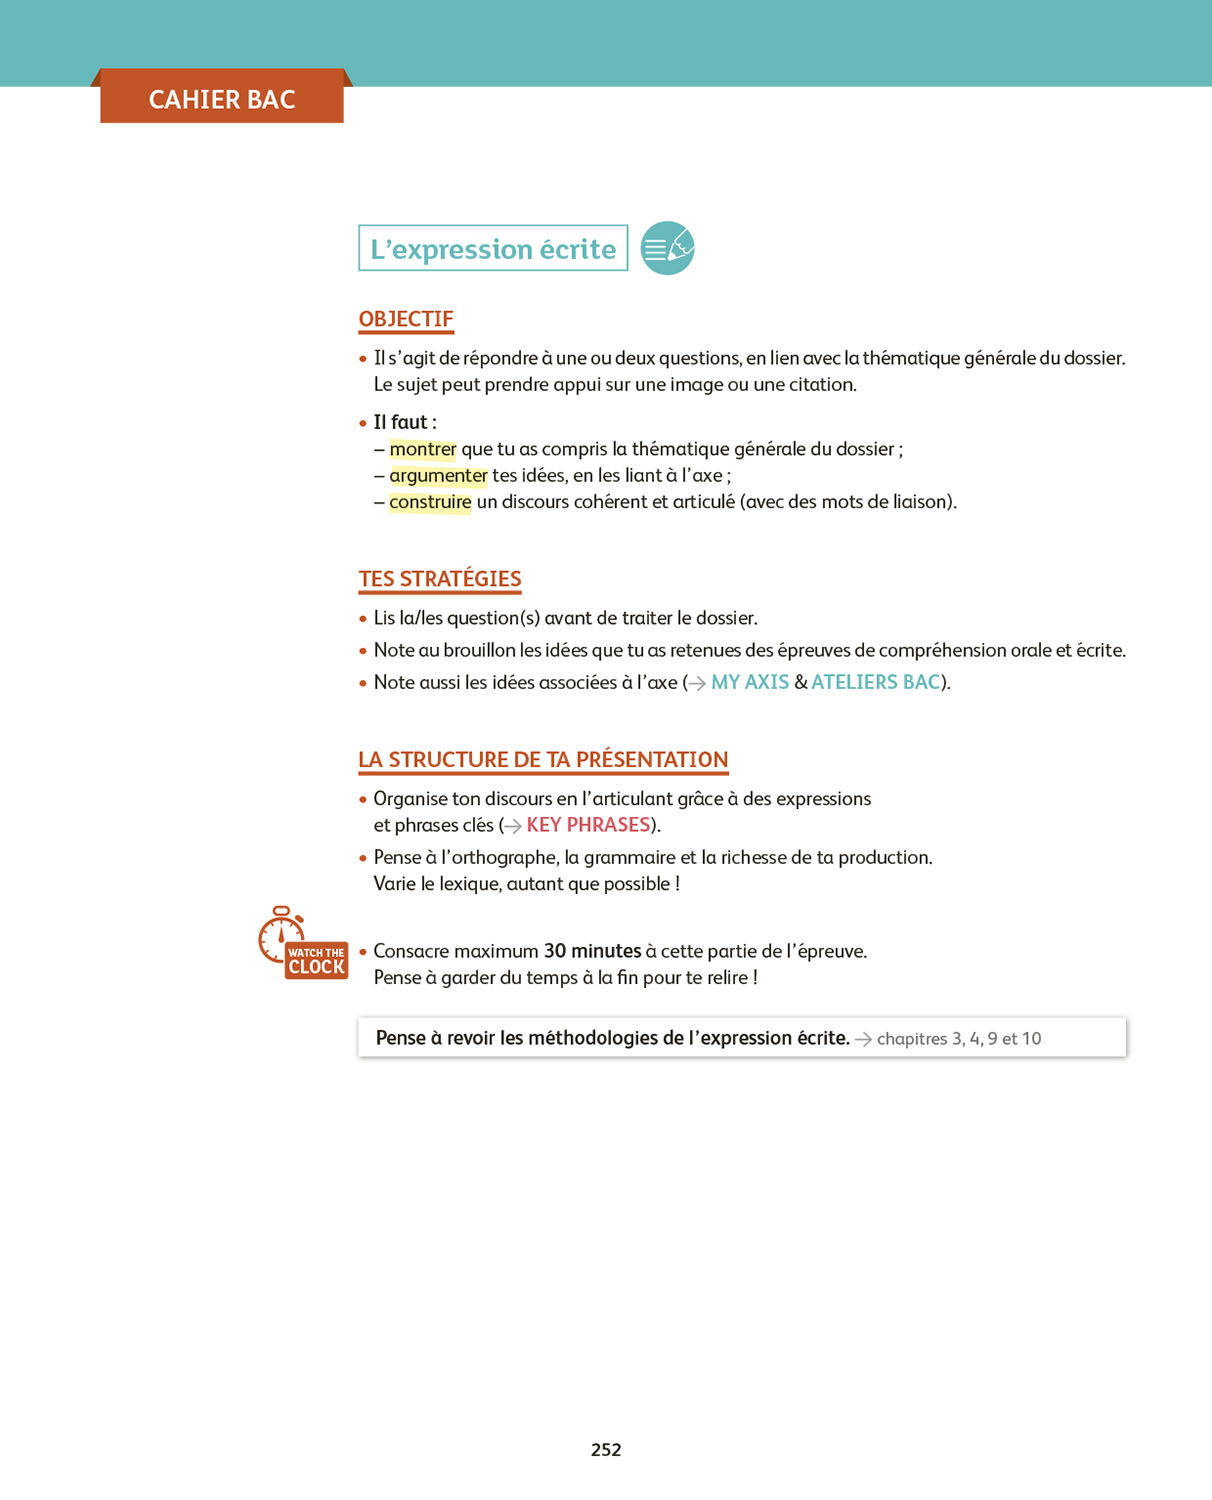 CAHIER BAC
L’expression écrite
OBJECTIF
• Il s’agit de répondre à une ou deux questions, en lien avec la thématique générale du dossier.
Le sujet peut prendre appui sur une image ou une citation.
• Il faut :
– montrer que tu as compris la thématique générale du dossier ;
– argumenter tes idées, en les liant à l’axe ;
– construire un discours cohérent et articulé (avec des mots de liaison).
TES STRATÉGIES
• Lis la/les question(s) avant de traiter le dossier.
• Note au brouillon les idées que tu as retenues des épreuves de compréhension orale et écrite.
• Note aussi les idées associées à l’axe (→ MY AXIS & ATELIERS BAC).
LA STRUCTURE DE TA PRÉSENTATION
• Organise ton discours en l’articulant grâce à des expressions
et phrases clés (→ KEY PHRASES).
• Pense à l’orthographe, la grammaire et la richesse de ta production.
Varie le lexique, autant que possible !
WATCH THE
CLOCK
• Consacre maximum 30 minutes à cette partie de l’épreuve.
Pense à garder du temps à la fin pour te relire !
Pense à revoir les méthodologies de l’expression écrite. → chapitres 3, 4, 9 et 10
252